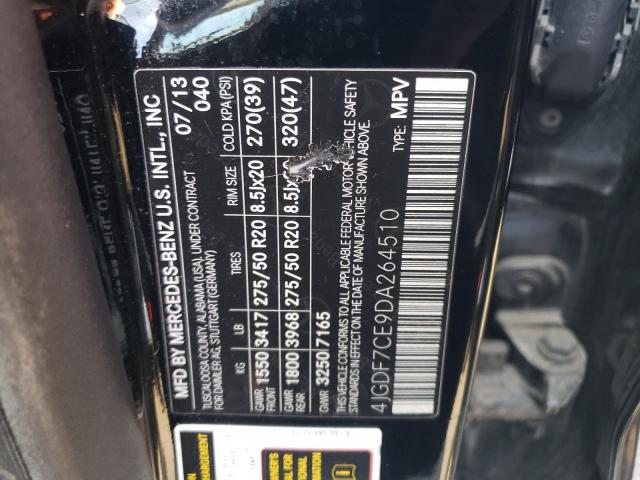 MFD BY MERCEDES-BENZ U.S. INTL., INC
TUSCALOOSA COUNTY, ALABAMA (USA), UNDER CONTRACT 07/13
FOR DAIMLER AG, STUTTGART (GERMANY) 040
KG LB TIRES RIM SIZE COLD KPA (PSI)
GAWR FRONT 1550 3417 275/50 R20 8.5Jx20 270(39)
GAWR REAR 1800 3968 275/50 R20 320(47)
GVWR 3250 7165
THIS VEHICLE CONFORMS TO ALL APPLICABLE FEDERAL MOTOR VEHICLE SAFETY
STANDARDS IN EFFECT ON THE DATE OF MANUFACTURE SHOWN ABOVE.
4JGDF7CE9DA264510 TYPE: MPV